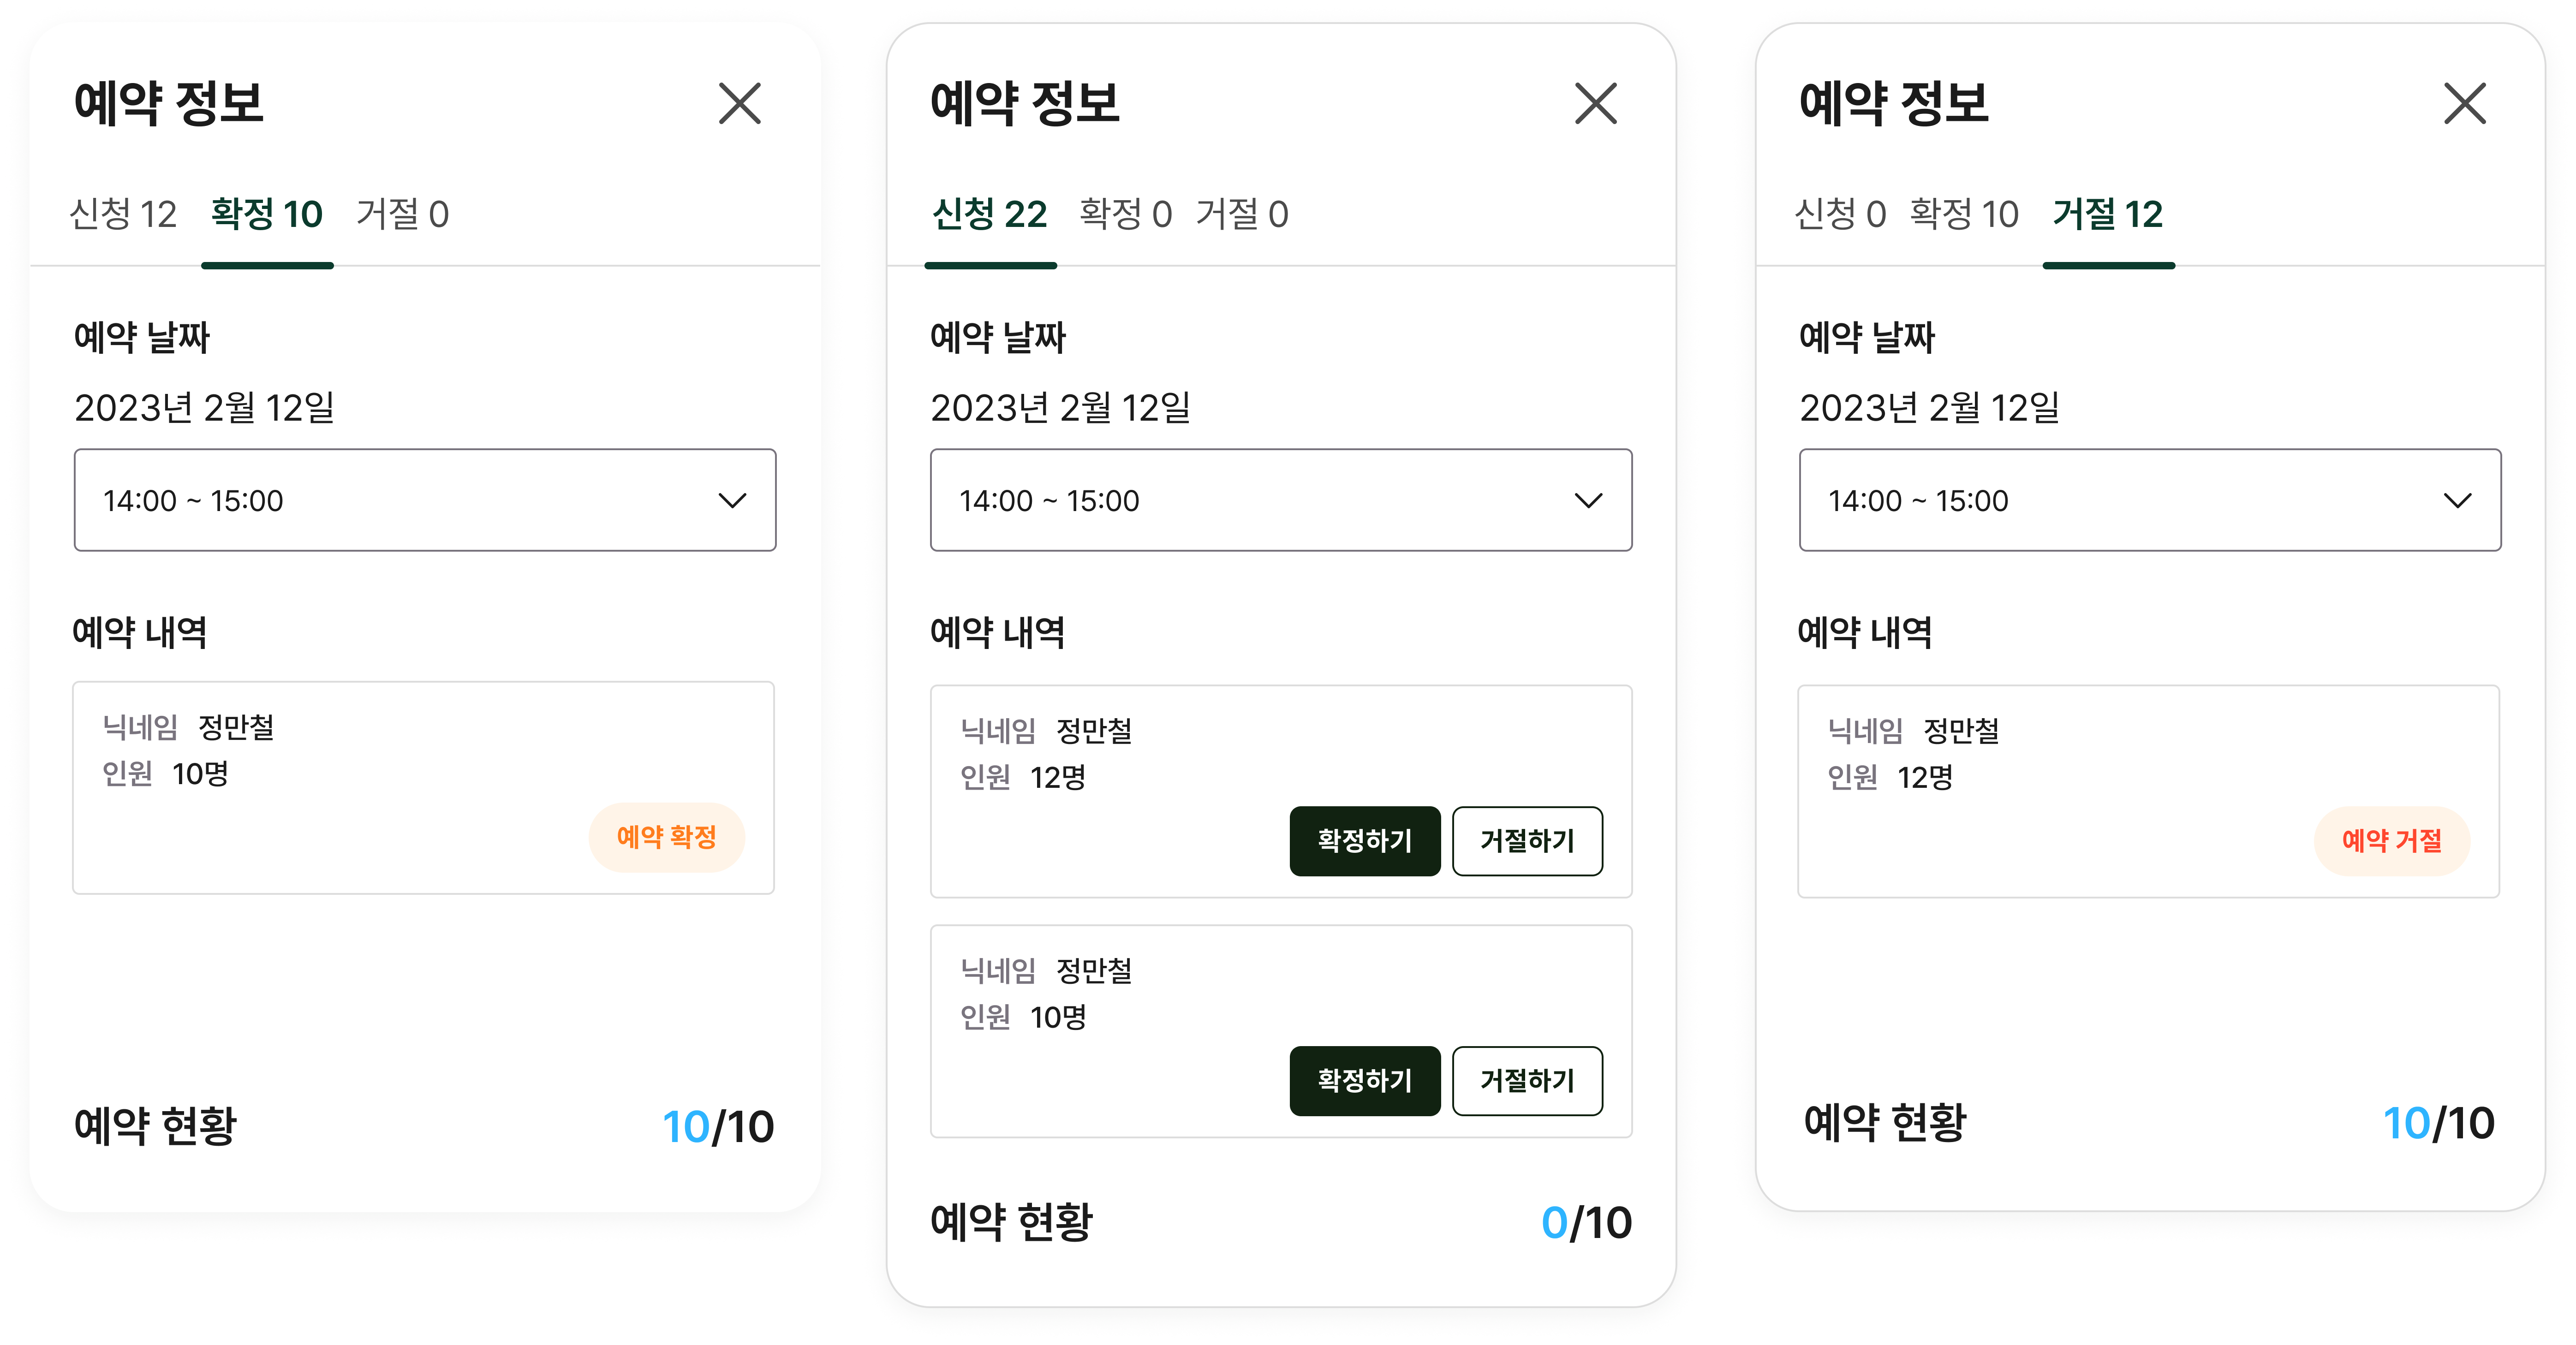 예약 정보
신청 12 확정 10 거절 0
예약 날짜
2023년 2월 12일
14:00 ~ 15:00
예약 내역
닉네임 정만철
인원 10명
예약 확정
예약 현황 10/10
예약 정보
신청 22 확정 0 거절 0
예약 날짜
2023년 2월 12일
14:00 ~ 15:00
예약 내역
닉네임 정만철
인원 12명
확정하기 거절하기
닉네임 정만철
인원 10명
확정하기 거절하기
예약 현황 0/10
예약 정보
신청 0 확정 10 거절 12
예약 날짜
2023년 2월 12일
14:00 ~ 15:00
예약 내역
닉네임 정만철
인원 12명
예약 거절
예약 현황 10/10